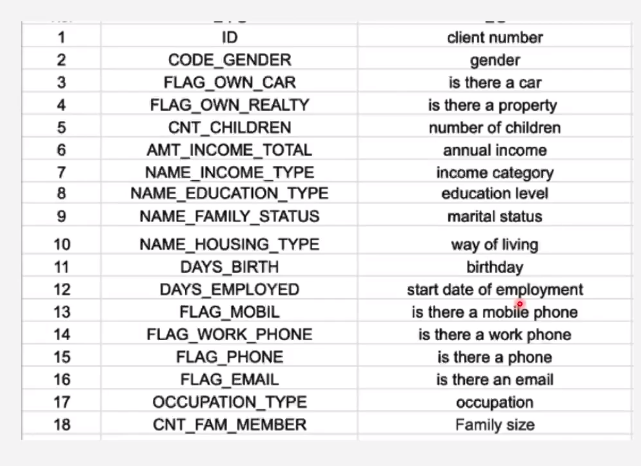 1 ID client number
2 CODE_GENDER gender
3 FLAG_OWN_CAR is there a car
4 FLAG_OWN_REALTY is there a property
5 CNT_CHILDREN number of children
6 AMT_INCOME_TOTAL annual income
7 NAME_INCOME_TYPE income category
8 NAME_EDUCATION_TYPE education level
9 NAME_FAMILY_STATUS marital status
10 NAME_HOUSING_TYPE way of living
11 DAYS_BIRTH birthday
12 DAYS_EMPLOYED start date of employment
13 FLAG_MOBIL is there a mobile phone
14 FLAG_WORK_PHONE is there a work phone
15 FLAG_PHONE is there a phone
16 FLAG_EMAIL is there an email
17 OCCUPATION_TYPE occupation
18 CNT_FAM_MEMBER Family size